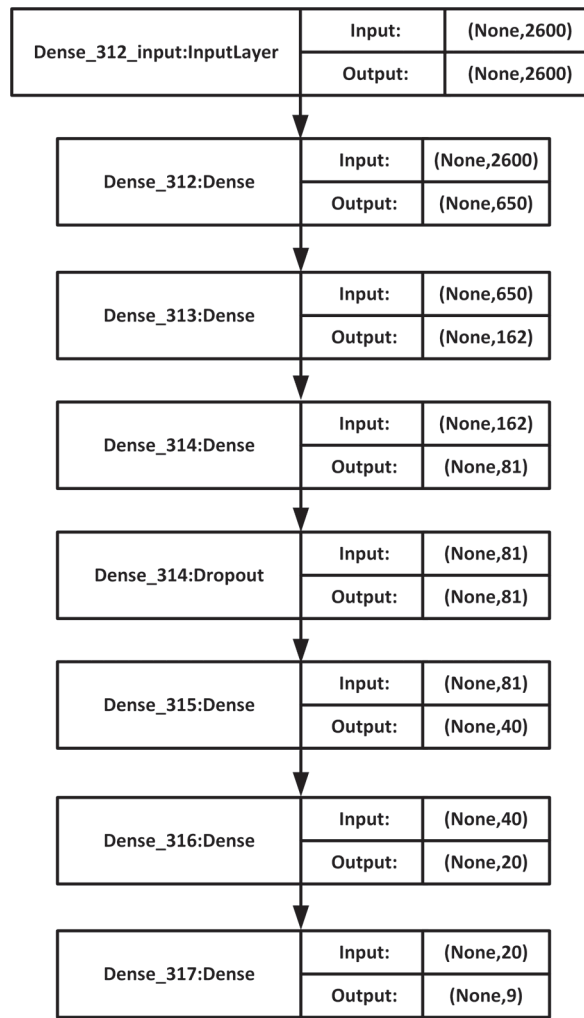 Dense_312_input:InputLayer
Input: (None,2600)
Output: (None,2600)
Dense_312:Dense
Input: (None,2600)
Output: (None,650)
Dense_313:Dense
Input: (None,650)
Output: (None,162)
Dense_314:Dense
Input: (None,162)
Output: (None,81)
Dense_314:Dropout
Input: (None,81)
Output: (None,81)
Dense_315:Dense
Input: (None,81)
Output: (None,40)
Dense_316:Dense
Input: (None,40)
Output: (None,20)
Dense_317:Dense
Input: (None,20)
Output: (None,9)